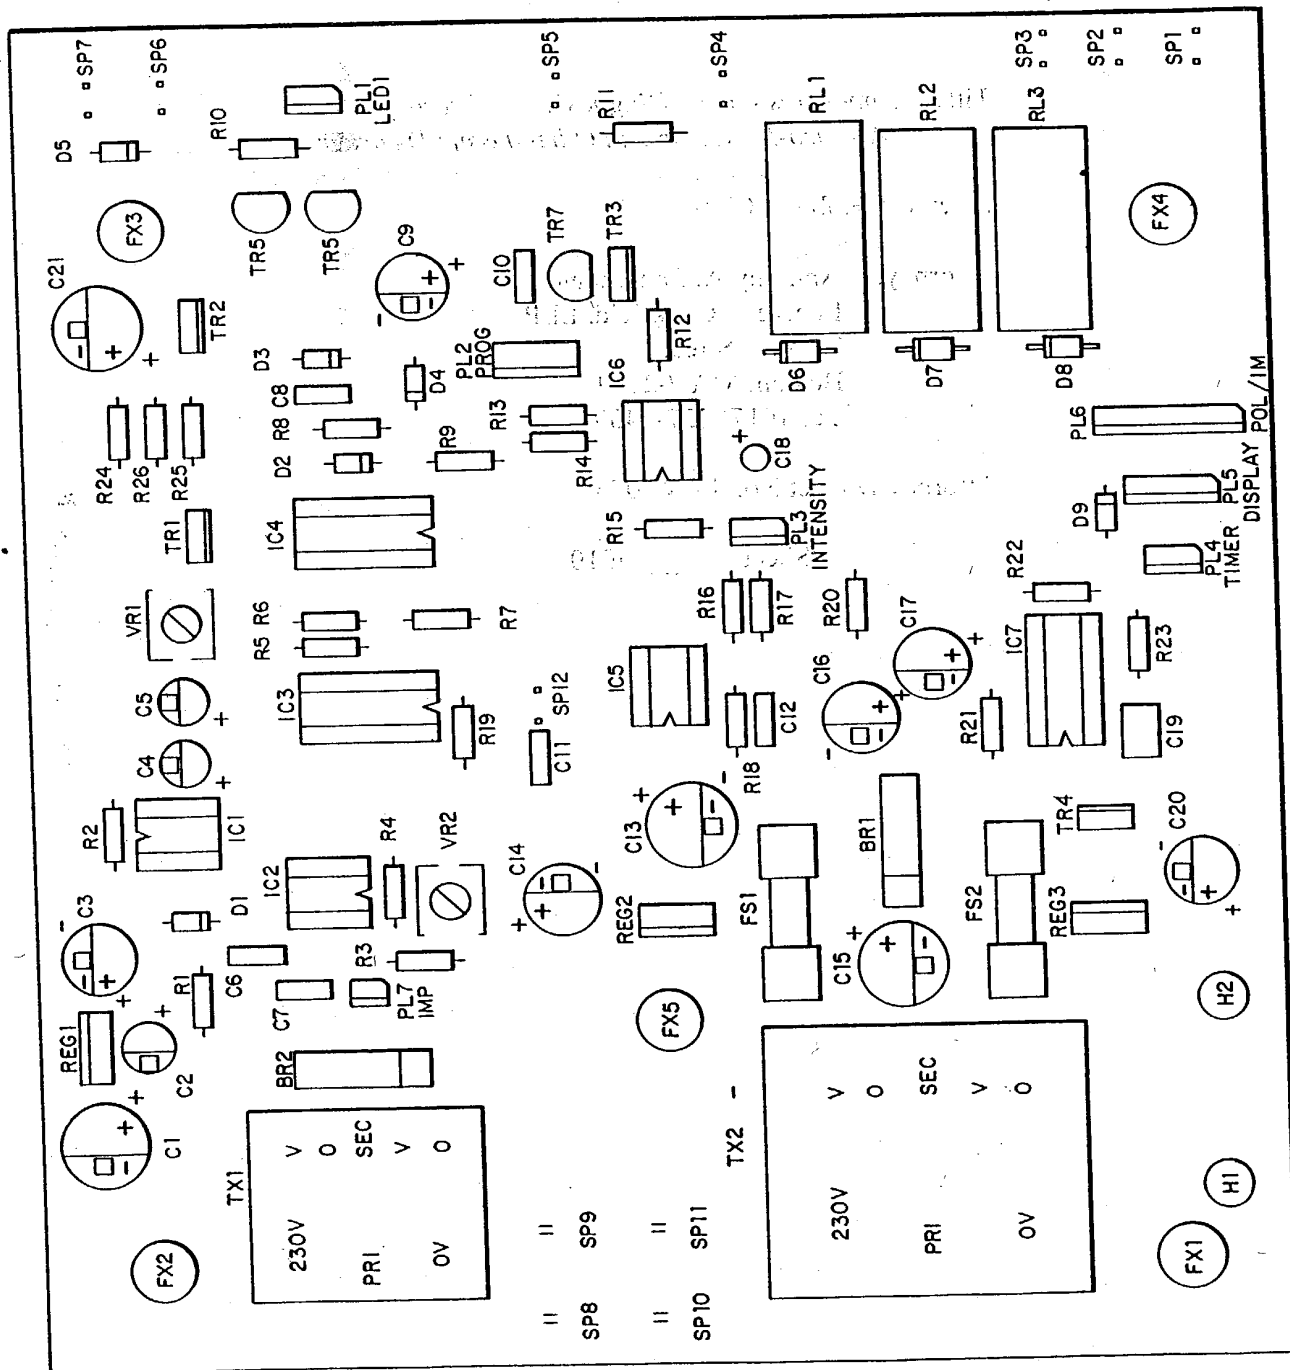 SP7
SP6
SP5
SP4
SP3
SP2
SP1
D5
R10
PL1
LED1
R11
RL1
RL2
RL3
FX3
TR5
TR5
C9
C10
TR7
TR3
FX4
C21
TR2
D3
C8
D4
PL2
PROG
IC6
R12
D6
D7
D8
R24
R26
R25
R8
D2
R9
R13
R14
C18
PL6
POL/IM
TR1
IC4
R15
PL3
INTENSITY
D9
PL5
DISPLAY
PL4
TIMER
VR1
R6
R5
R7
R16
R17
R20
C17
R22
IC7
R23
C5
C4
IC3
R19
SP12
C11
IC5
R18
C12
C16
R21
C19
R2
IC1
IC2
R4
VR2
C14
C13
BR1
TR4
C20
C3
D1
C6
R3
REG2
FS1
C15
FS2
REG3
REG1
C2
R1
C7
PL7
IMP
FX5
H2
C1
BR2
TX1
V
O
SEC
V
O
230V
PRI
OV
TX2
V
O
SEC
V
O
230V
PRI
OV
FX2
SP9
SP8
SP11
SP10
H1
FX1